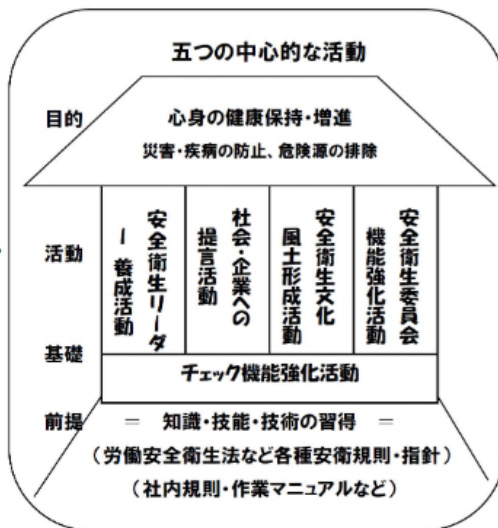 五つの中心的な活動
目的
心身の健康保持・増進
災害・疾病の防止、危険源の排除
活動
安全衛生委員会
機能強化活動
安全衛生文化
風土形成活動
社会・企業への
提言活動
安全衛生リーダ
ー養成活動
基礎
チェック機能強化活動
前提
= 知識・技能・技術の習得 =
(労働安全衛生法など各種安衛規則・指針)
(社内規則・作業マニュアルなど)